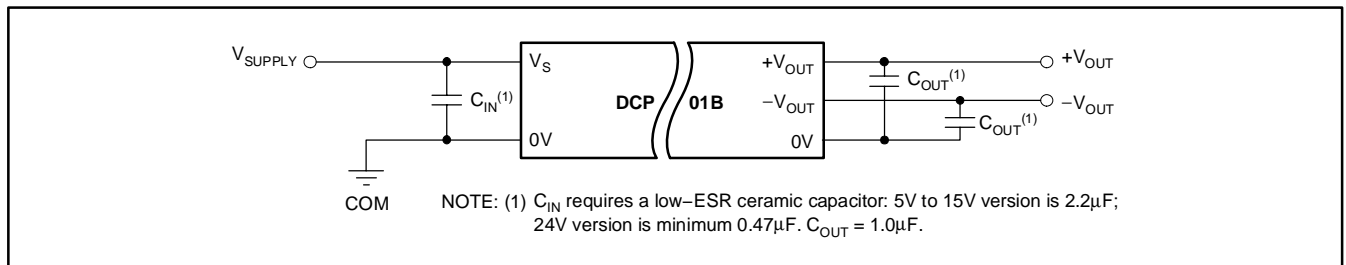 V_SUPPLY
C_IN(1)
COM
V_S
0V
DCP 01B
+V_OUT
−V_OUT
0V
C_OUT(1)
C_OUT(1)
+V_OUT
−V_OUT
NOTE: (1) C_IN requires a low−ESR ceramic capacitor: 5V to 15V version is 2.2μF;
24V version is minimum 0.47μF. C_OUT = 1.0μF.